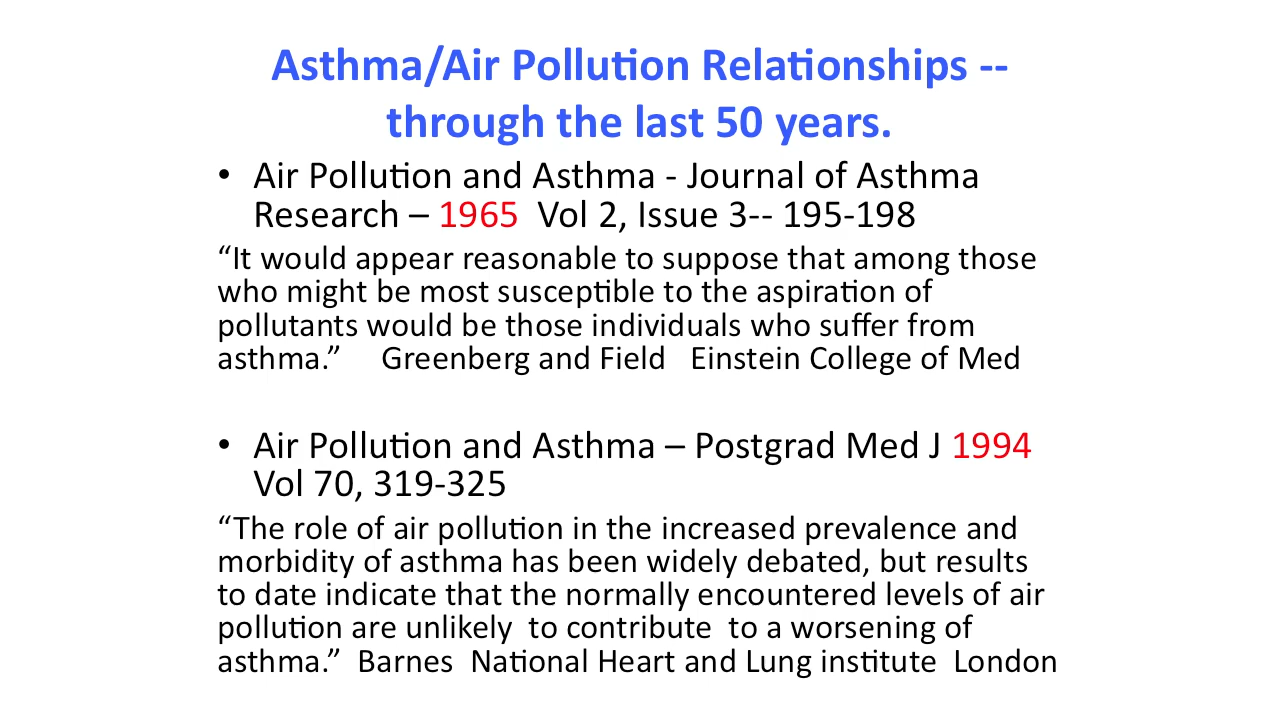 Asthma/Air Pollution Relationships --
through the last 50 years.
• Air Pollution and Asthma - Journal of Asthma
Research – 1965  Vol 2, Issue 3-- 195-198
“It would appear reasonable to suppose that among those
who might be most susceptible to the aspiration of
pollutants would be those individuals who suffer from
asthma.”     Greenberg and Field   Einstein College of Med
• Air Pollution and Asthma – Postgrad Med J 1994
Vol 70, 319-325
“The role of air pollution in the increased prevalence and
morbidity of asthma has been widely debated, but results
to date indicate that the normally encountered levels of air
pollution are unlikely  to contribute  to a worsening of
asthma.”  Barnes  National Heart and Lung institute  London